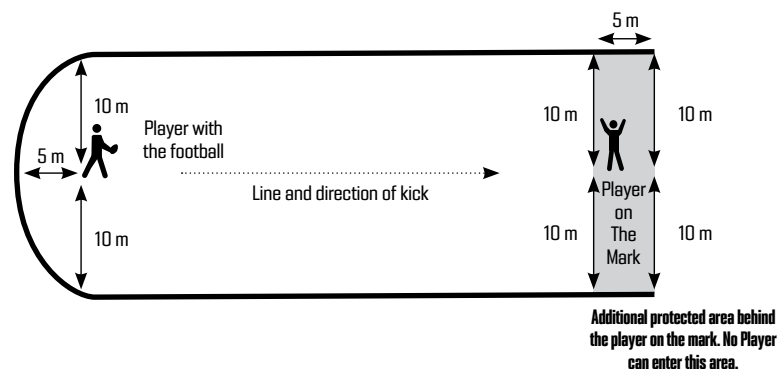 5 m
10 m
Player with
the football
5 m
10 m
10 m
Line and direction of kick
Player
on
The
Mark
10 m
10 m
10 m
Additional protected area behind
the player on the mark. No Player
can enter this area.